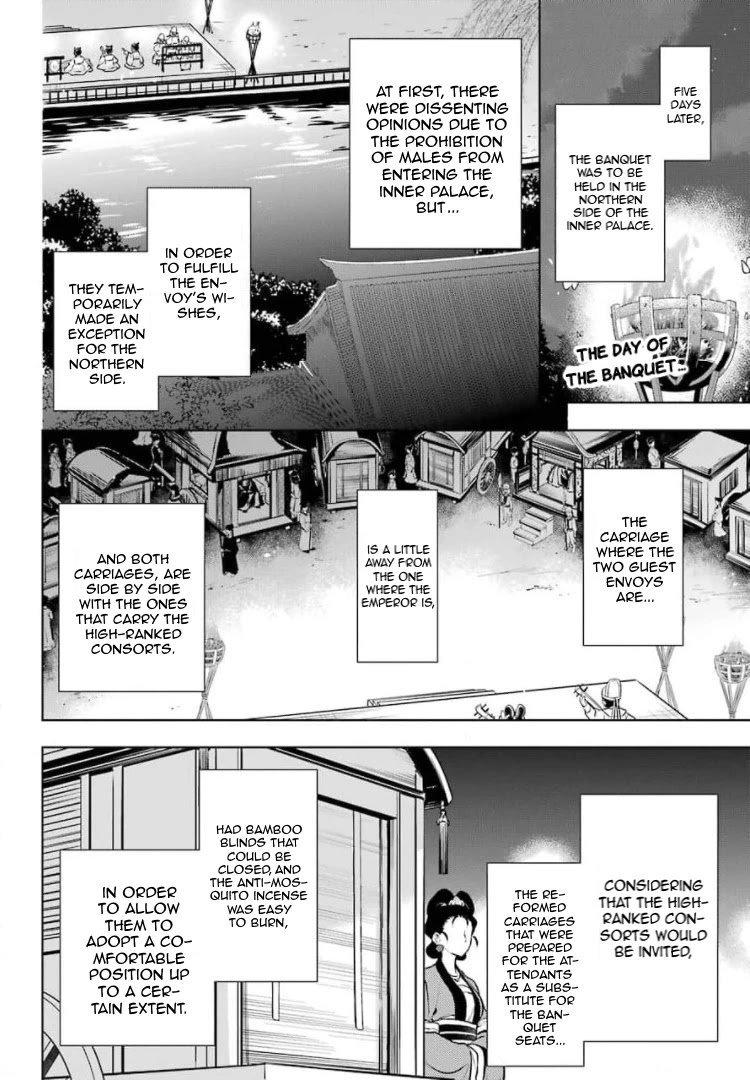 FIVE
DAYS
LATER,
THE BANQUET
WAS TO BE
HELD IN THE
NORTHERN
SIDE OF THE
INNER PALACE.
THE DAY OF
THE BANQUET...
AT FIRST, THERE
WERE DISSENTING
OPINIONS DUE TO
THE PROHIBITION
OF MALES FROM
ENTERING THE
INNER PALACE,
BUT...
IN ORDER
TO FULFILL
THE EN-
VOY'S WI-
SHES,
THEY TEM-
PORARILY
MADE AN
EXCEPTION
FOR THE
NORTHERN
SIDE.
THE
CARRIAGE
WHERE THE
TWO GUEST
ENVOYS
ARE...
IS A LITTLE
AWAY FROM
THE ONE
WHERE THE
EMPEROR IS,
AND BOTH
CARRIAGES, ARE
SIDE BY SIDE
WITH THE ONES
THAT CARRY THE
HIGH-RANKED
CONSORTS.
CONSIDERING
THAT THE HIGH-
RANKED CON-
SORTS WOULD
BE INVITED,
THE RE-
FORMED
CARRIAGES
THAT WERE
PREPARED
FOR THE AT-
TENDANTS
AS A SUBS-
TITUTE FOR
THE BAN-
QUET
SEATS...
HAD BAMBOO
BLINDS THAT
COULD BE
CLOSED, AND
THE ANTI-MOS-
QUITO INCENSE
WAS EASY
TO BURN,
IN ORDER
TO ALLOW
THEM TO
ADOPT A CO-
MFORTABLE
POSITION UP
TO A CER-
TAIN EXTENT.